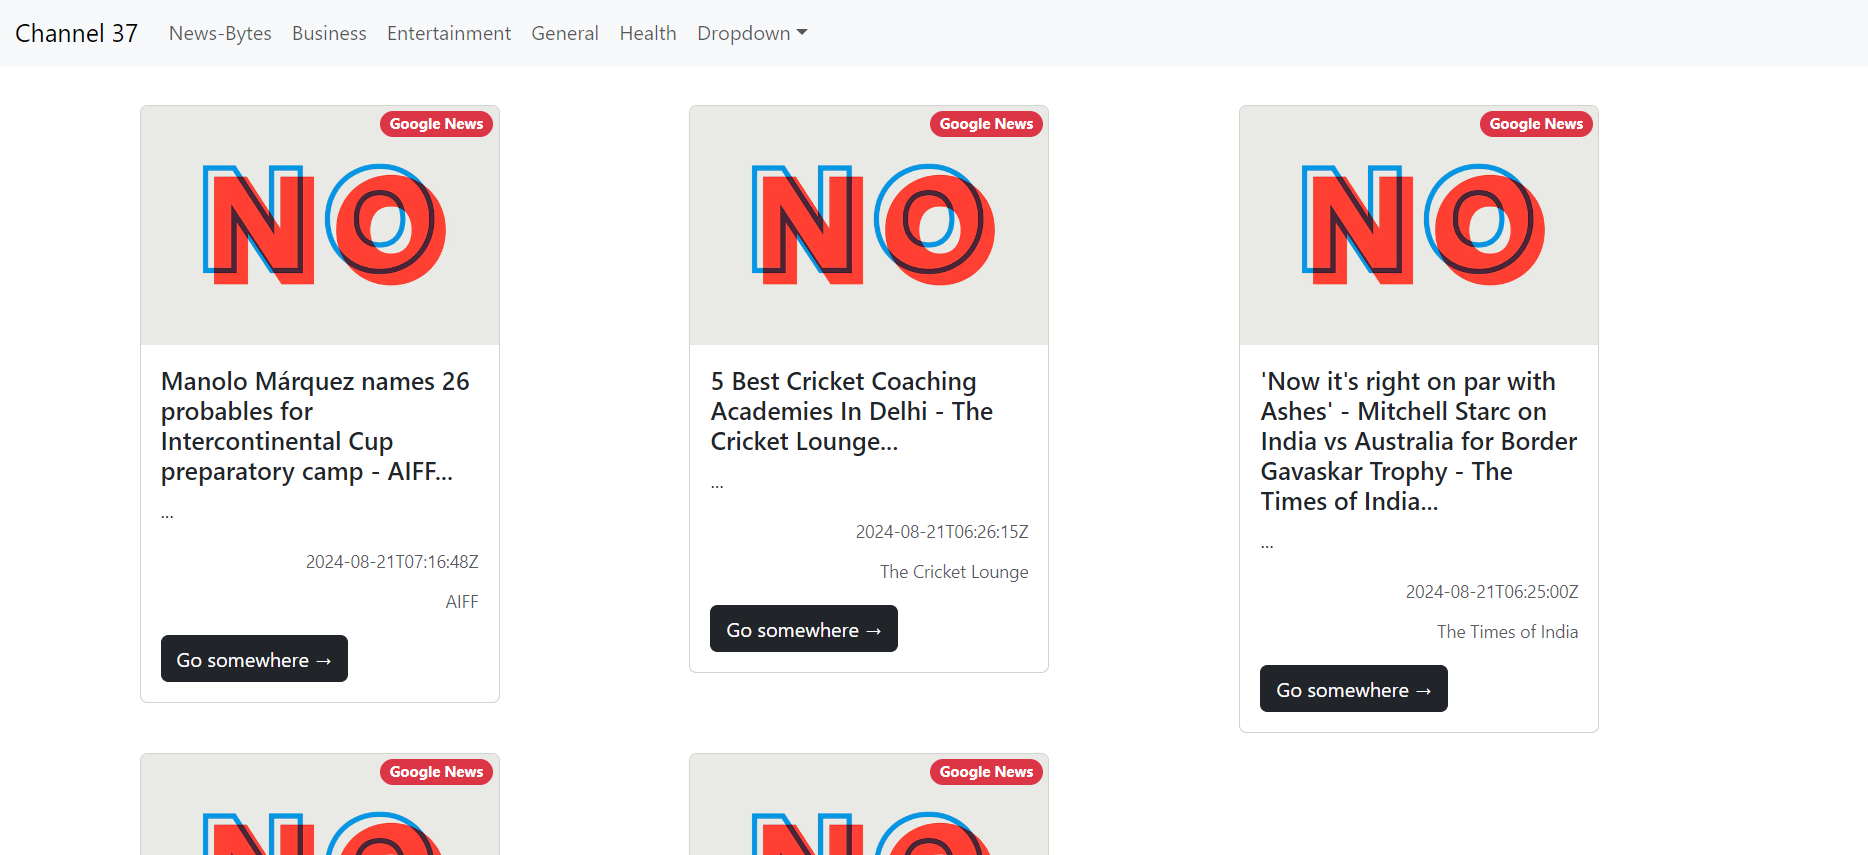 Channel 37 News-Bytes Business Entertainment General Health Dropdown
Google News
NO
Manolo Márquez names 26
probables for
Intercontinental Cup
preparatory camp - AIFF...
...
2024-08-21T07:16:48Z
AIFF
Go somewhere →
Google News
NO
5 Best Cricket Coaching
Academies In Delhi - The
Cricket Lounge...
...
2024-08-21T06:26:15Z
The Cricket Lounge
Go somewhere →
Google News
NO
'Now it's right on par with
Ashes' - Mitchell Starc on
India vs Australia for Border
Gavaskar Trophy - The
Times of India...
...
2024-08-21T06:25:00Z
The Times of India
Go somewhere →
Google News
NO
Google News
NO